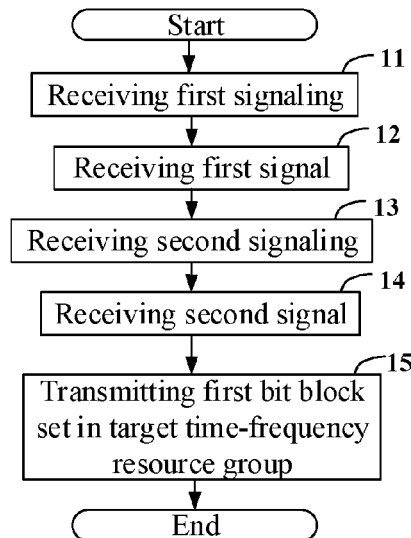 Start
11
Receiving first signaling
12
Receiving first signal
13
Receiving second signaling
14
Receiving second signal
15
Transmitting first bit block
set in target time-frequency
resource group
End